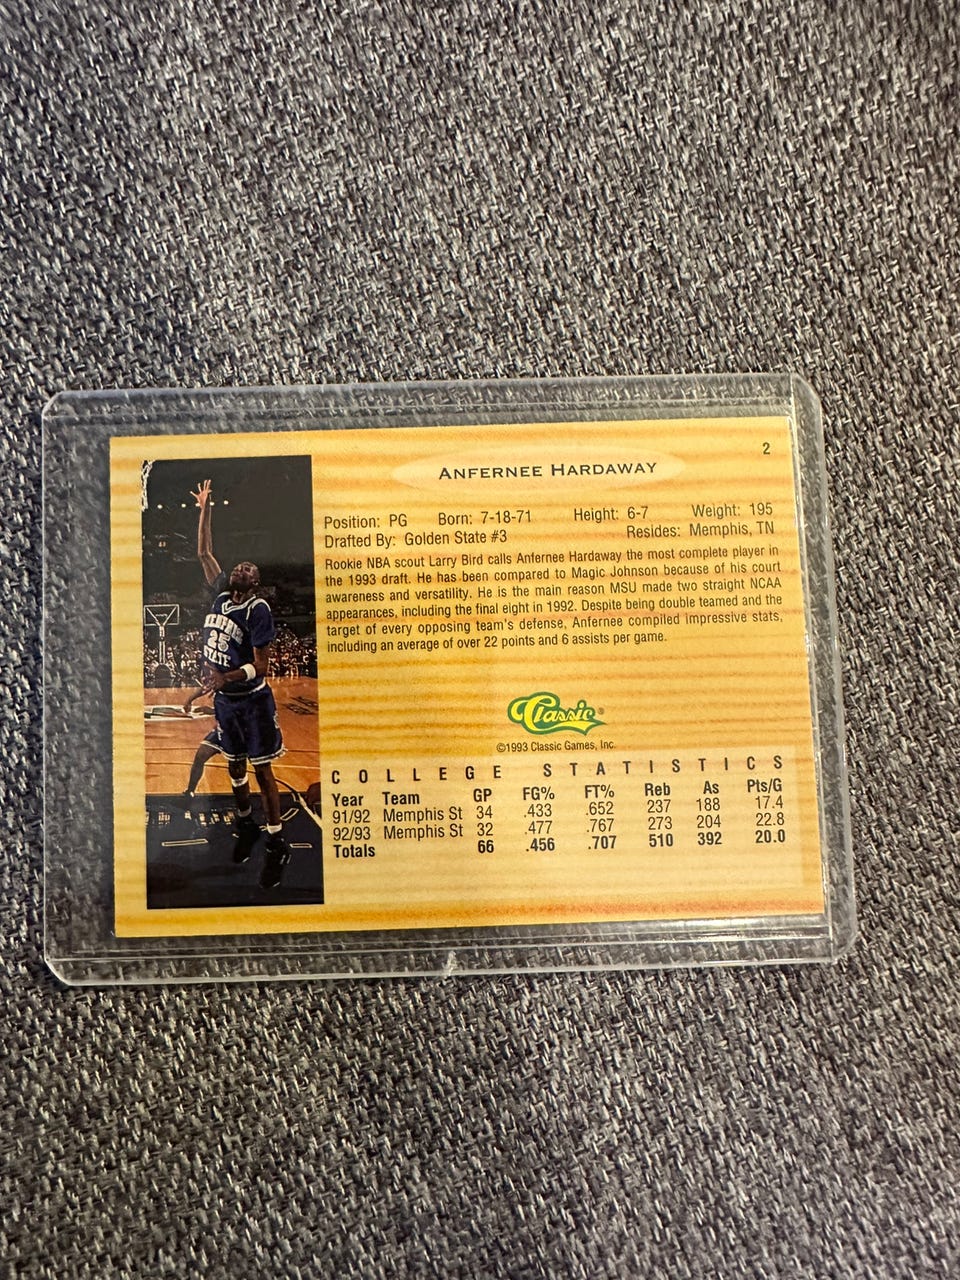 2
ANFERNEE HARDAWAY
Position: PG Born: 7-18-71 Height: 6-7 Weight: 195
Drafted By: Golden State #3 Resides: Memphis, TN
Rookie NBA scout Larry Bird calls Anfernee Hardaway the most complete player in
the 1993 draft. He has been compared to Magic Johnson because of his court
awareness and versatility. He is the main reason MSU made two straight NCAA
appearances, including the final eight in 1992. Despite being double teamed and the
target of every opposing team's defense, Anfernee compiled impressive stats,
including an average of over 22 points and 6 assists per game.
MEMPHIS
25
STATE
Classic®
©1993 Classic Games, Inc.
COLLEGE STATISTICS
Year Team GP FG% FT% Reb As Pts/G
91/92 Memphis St 34 .433 .652 237 188 17.4
92/93 Memphis St 32 .477 .767 273 204 22.8
Totals 66 .456 .707 510 392 20.0